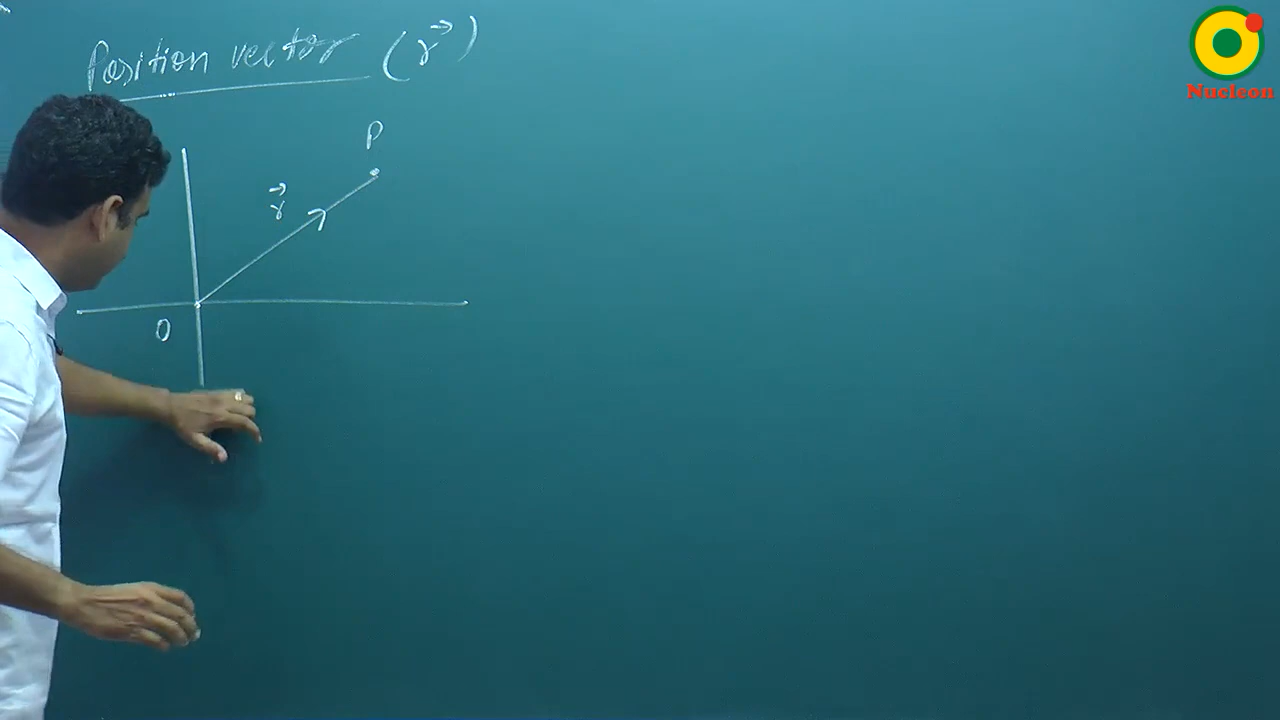 Position vector (r⃗)
Nucleon
P
r⃗
O